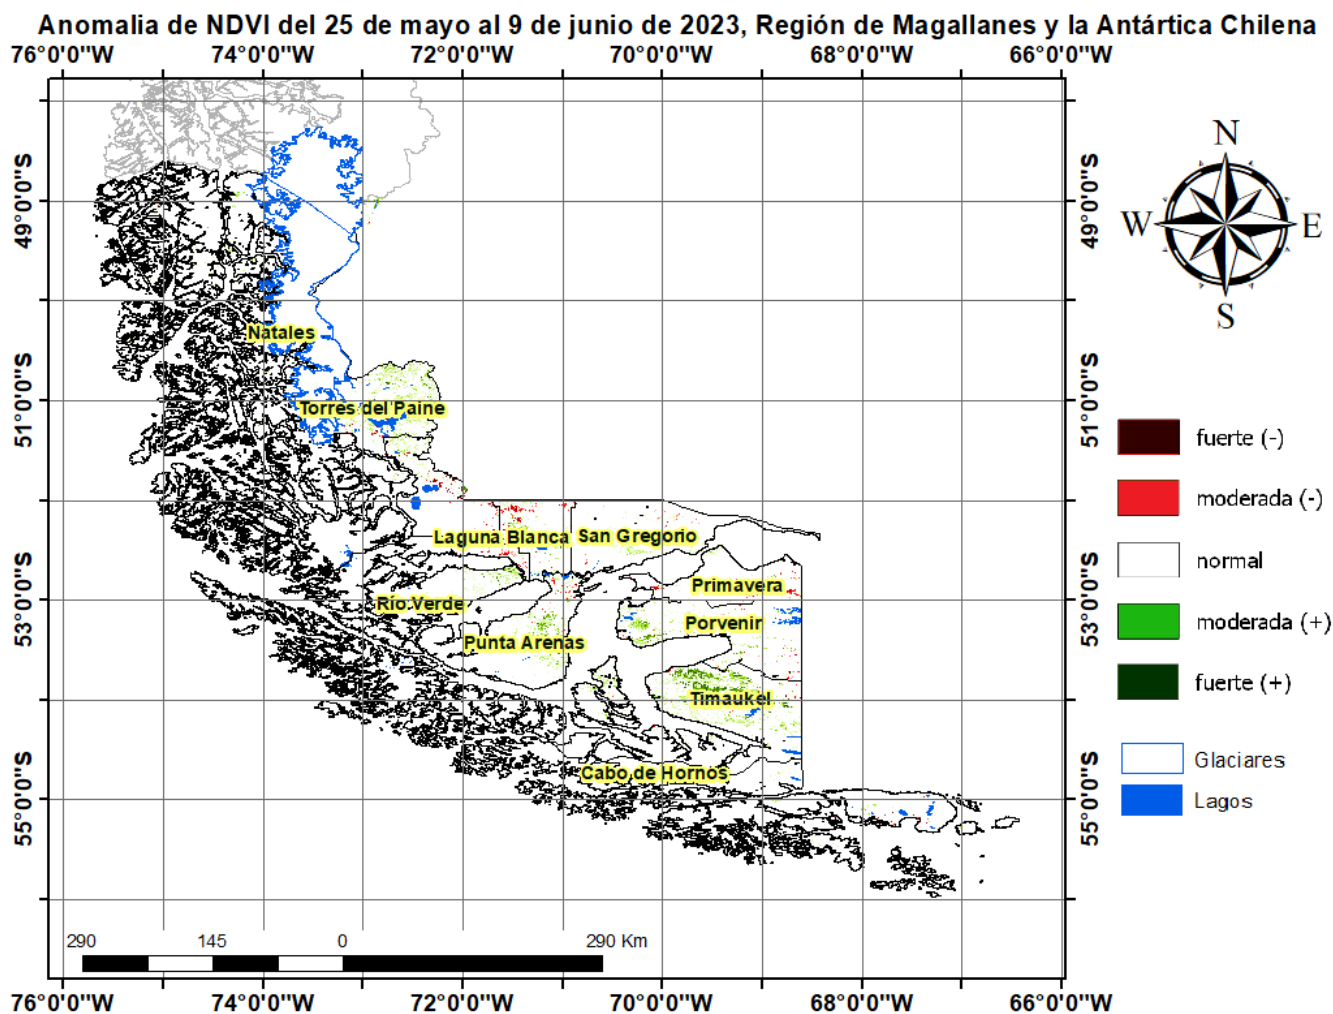 Anomalia de NDVI del 25 de mayo al 9 de junio de 2023, Región de Magallanes y la Antártica Chilena
76°0'0"W 74°0'0"W 72°0'0"W 70°0'0"W 68°0'0"W 66°0'0"W
N
W E
S
49°0'0"S 49°0'0"S
Natales
51°0'0"S 51°0'0"S
Torres del Paine
fuerte (-)
moderada (-)
normal
moderada (+)
fuerte (+)
Laguna Blanca
San Gregorio
Primavera
Río Verde
53°0'0"S 53°0'0"S
Porvenir
Punta Arenas
Timaukel
Glaciares
Lagos
Cabo de Hornos
55°0'0"S 55°0'0"S
290 145 0 290 Km
76°0'0"W 74°0'0"W 72°0'0"W 70°0'0"W 68°0'0"W 66°0'0"W